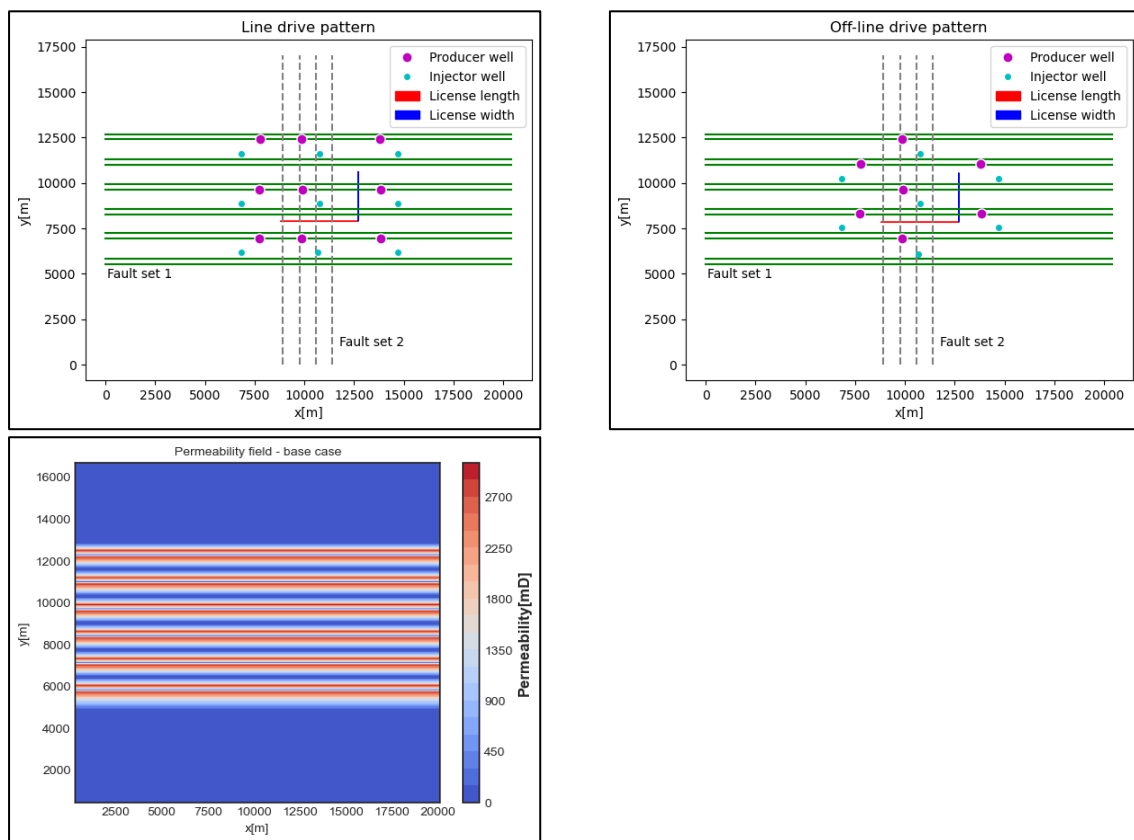 Line drive pattern
17500
15000
12500
10000
7500
5000
2500
0
y[m]
Producer well
Injector well
License length
License width
Fault set 1
Fault set 2
0 2500 5000 7500 10000 12500 15000 17500 20000
x[m]
Off-line drive pattern
17500
15000
12500
10000
7500
5000
2500
0
y[m]
Producer well
Injector well
License length
License width
Fault set 1
Fault set 2
0 2500 5000 7500 10000 12500 15000 17500 20000
x[m]
Permeability field - base case
16000
14000
12000
10000
8000
6000
4000
2000
y[m]
2500 5000 7500 10000 12500 15000 17500 20000
x[m]
2700
2250
1800
1350
900
450
0
Permeability[mD]